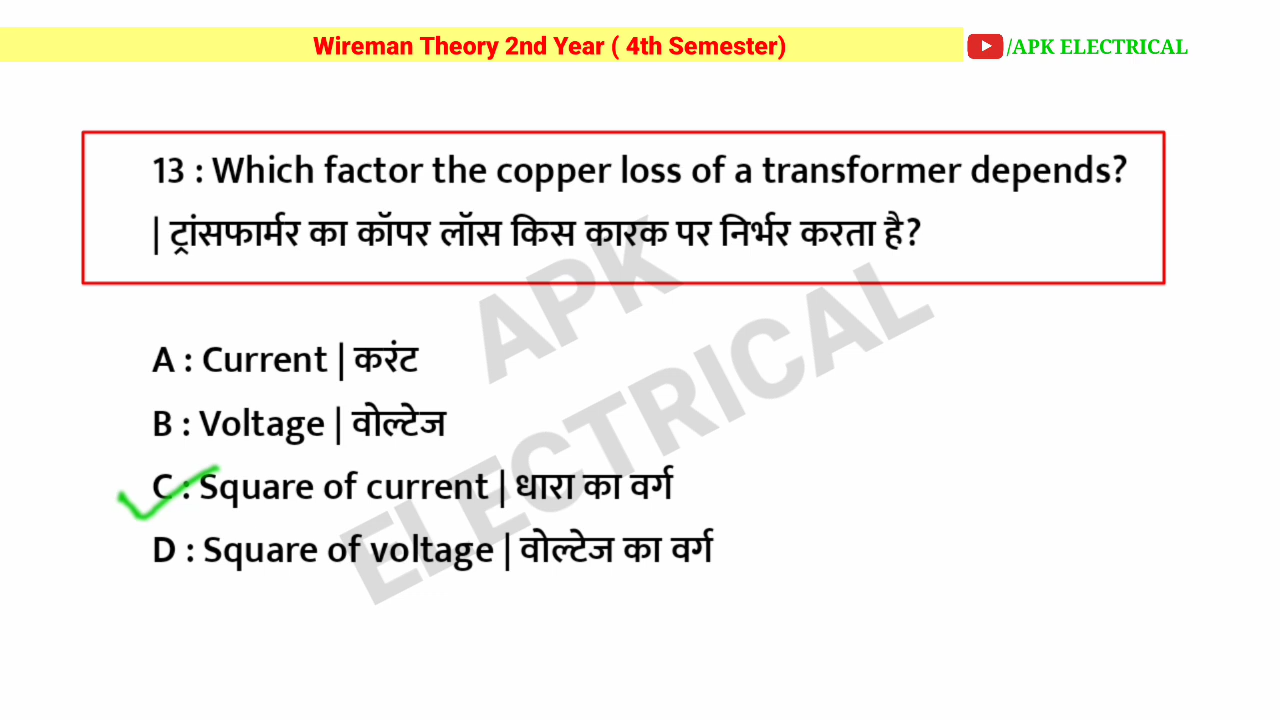 Wireman Theory 2nd Year ( 4th Semester)
/APK ELECTRICAL
13 : Which factor the copper loss of a transformer depends?
| ट्रांसफार्मर का कॉपर लॉस किस कारक पर निर्भर करता है?
A : Current | करंट
B : Voltage | वोल्टेज
C : Square of current | धारा का वर्ग
D : Square of voltage | वोल्टेज का वर्ग
APK
ELECTRICAL